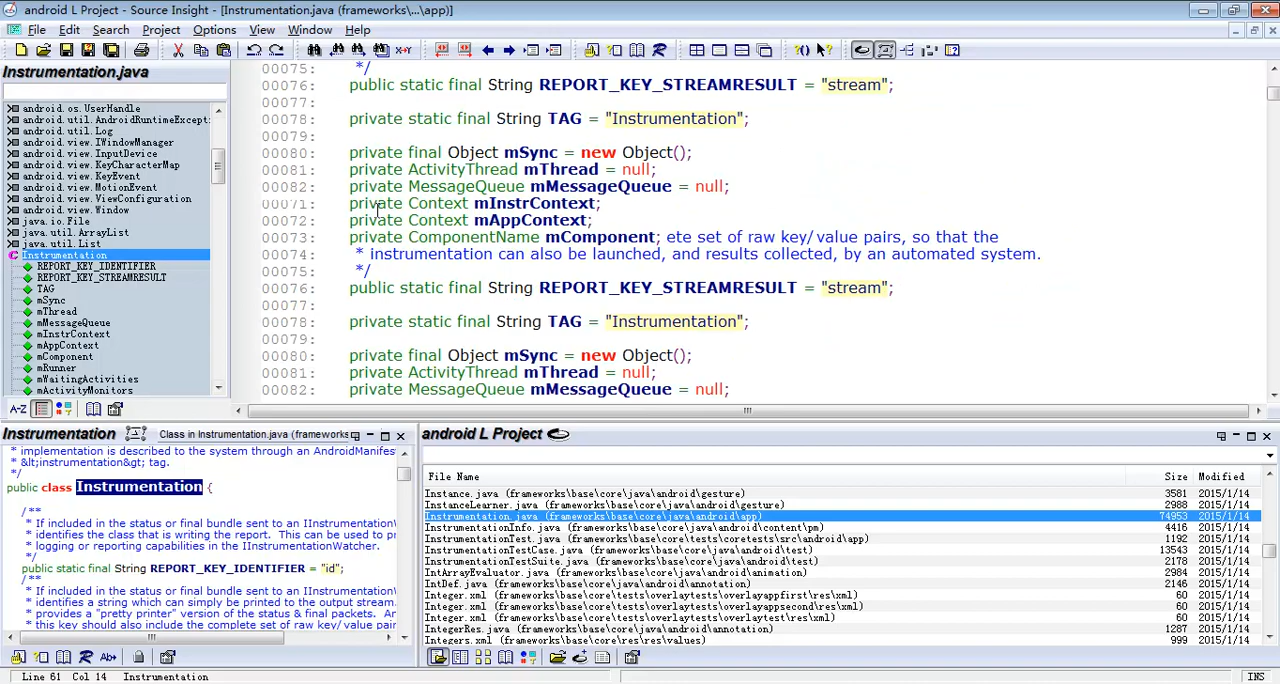 android L Project - Source Insight - [Instrumentation.java (frameworks\...\app)]
File Edit Search Project Options View Window Help
Instrumentation.java
android.os.UserHandle
android.util.AndroidRuntimeExcept:
android.util.Log
android.view.IWindowManager
android.view.InputDevice
android.view.KeyCharacterMap
android.view.KeyEvent
android.view.MotionEvent
android.view.ViewConfiguration
android.view.Window
java.io.File
java.util.ArrayList
java.util.List
Instrumentation
REPORT_KEY_IDENTIFIER
REPORT_KEY_STREAMRESULT
TAG
mSync
mThread
mMessageQueue
mInstrContext
mAppContext
mComponent
mRunner
mWaitingActivities
mActivityMonitors
A-Z
00075: */
00076: public static final String REPORT_KEY_STREAMRESULT = "stream";
00077:
00078: private static final String TAG = "Instrumentation";
00079:
00080: private final Object mSync = new Object();
00081: private ActivityThread mThread = null;
00082: private MessageQueue mMessageQueue = null;
00071: private Context mInstrContext;
00072: private Context mAppContext;
00073: private ComponentName mComponent; ete set of raw key/value pairs, so that the
00074: * instrumentation can also be launched, and results collected, by an automated system.
00075: */
00076: public static final String REPORT_KEY_STREAMRESULT = "stream";
00077:
00078: private static final String TAG = "Instrumentation";
00079:
00080: private final Object mSync = new Object();
00081: private ActivityThread mThread = null;
00082: private MessageQueue mMessageQueue = null;
Instrumentation Class in Instrumentation.java (frameworks
* implementation is described to the system through an AndroidManifes
* &lt;instrumentation&gt; tag.
*/
public class Instrumentation {
/**
* If included in the status or final bundle sent to an IInstrumentation\
* identifies the class that is writing the report. This can be used to pr
* logging or reporting capabilities in the IInstrumentationWatcher.
*/
public static final String REPORT_KEY_IDENTIFIER = "id";
/**
* If included in the status or final bundle sent to an IInstrumentation\
* identifies a string which can simply be printed to the output stream.
* provides a "pretty printer" version of the status & final packets. A
* this key should also include the complete set of raw key/value pair
android L Project
File Name Size Modified
Instance.java (frameworks\base\core\java\android\gesture) 3581 2015/1/14
InstanceLearner.java (frameworks\base\core\java\android\gesture) 2988 2015/1/14
Instrumentation.java (frameworks\base\core\java\android\app) 74953 2015/1/14
InstrumentationInfo.java (frameworks\base\core\java\android\content\pm) 4416 2015/1/14
InstrumentationTest.java (frameworks\base\core\tests\coretests\src\android\app) 1192 2015/1/14
InstrumentationTestCase.java (frameworks\base\core\java\android\test) 13543 2015/1/14
InstrumentationTestSuite.java (frameworks\base\core\java\android\test) 2178 2015/1/14
IntArrayEvaluator.java (frameworks\base\core\java\android\animation) 2984 2015/1/14
IntDef.java (frameworks\base\core\java\android\annotation) 2146 2015/1/14
Integer.xml (frameworks\base\core\tests\overlaytests\overlayappfirst\res\xml) 60 2015/1/14
Integer.xml (frameworks\base\core\tests\overlaytests\overlayappsecond\res\xml) 60 2015/1/14
Integer.xml (frameworks\base\core\tests\overlaytests\overlaytest\res\xml) 60 2015/1/14
IntegerRes.java (frameworks\base\core\java\android\annotation) 1287 2015/1/14
Integers.xml (frameworks\base\core\res\res\values) 999 2015/1/14
Line 61 Col 14 Instrumentation INS